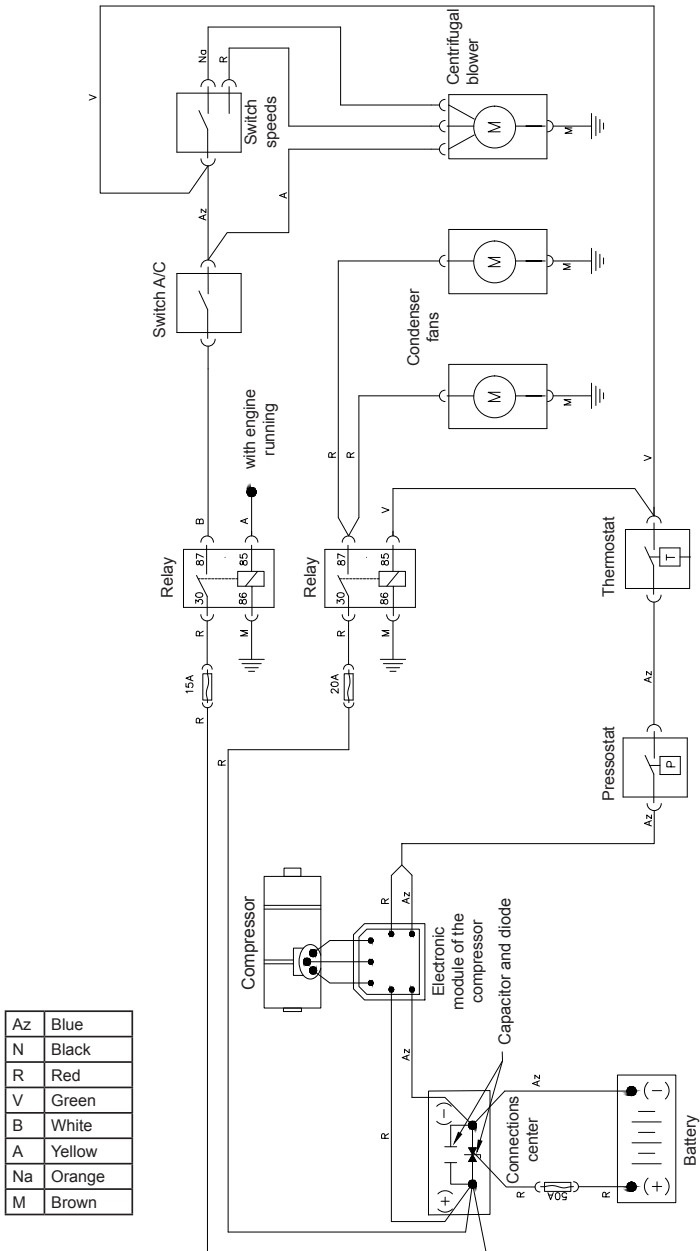 V
Na
R
Switch
speeds
Centrifugal
blower
M
M
Az
A
Switch A/C
Condenser
fans
M
M
M
M
with engine
running
R
R
B
A
V
V
Relay
87
85
30
86
R
M
15A
R
Relay
87
85
30
86
R
M
20A
R
Thermostat
T
Az
Pressostat
P
Az
Compressor
R
Az
Electronic
module of the
compressor
Capacitor and diode
R
Az
(+)
(-)
Connections
center
Az
R
50A
R
(+)
(-)
Battery
Az Blue
N Black
R Red
V Green
B White
A Yellow
Na Orange
M Brown